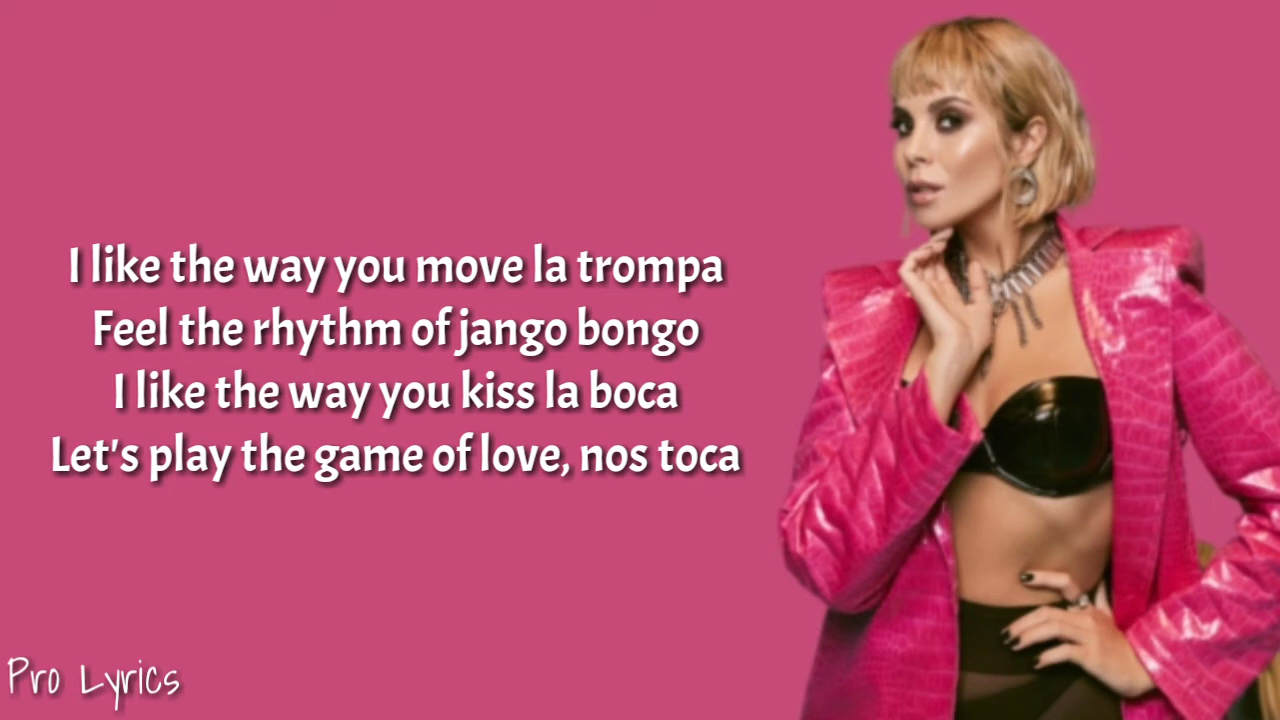 I like the way you move la trompa
Feel the rhythm of jango bongo
I like the way you kiss la boca
Let's play the game of love, nos toca
Pro Lyrics